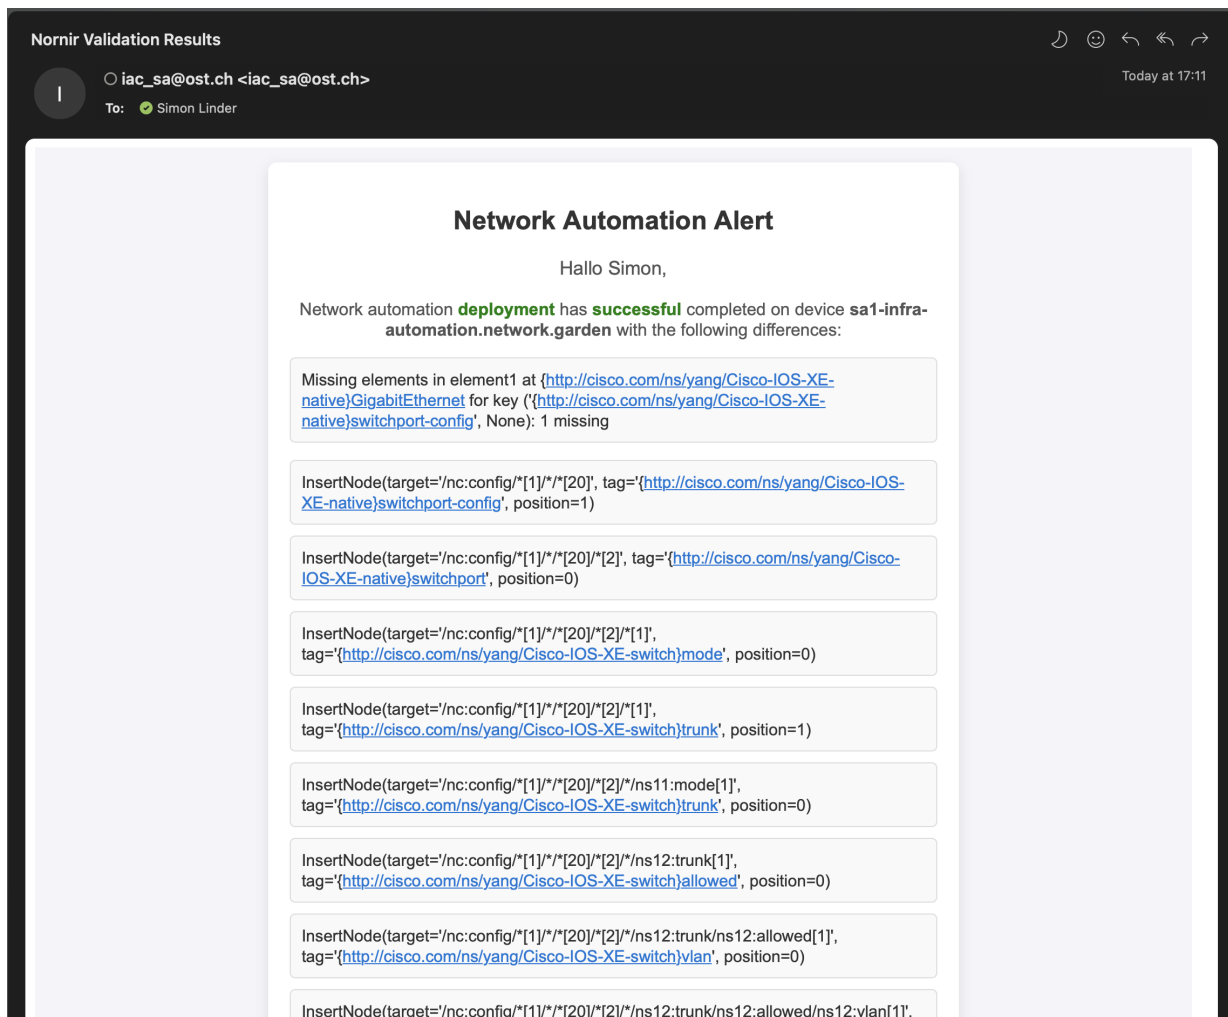 Nornir Validation Results
I
iac_sa@ost.ch <iac_sa@ost.ch>
Today at 17:11
To: Simon Linder
Network Automation Alert
Hallo Simon,
Network automation deployment has successful completed on device sa1-infra-
automation.network.garden with the following differences:
Missing elements in element1 at {http://cisco.com/ns/yang/Cisco-IOS-XE-
native}GigabitEthernet for key ('{http://cisco.com/ns/yang/Cisco-IOS-XE-
native}switchport-config', None): 1 missing
InsertNode(target='/nc:config/*[1]/*/*[20]', tag='{http://cisco.com/ns/yang/Cisco-IOS-
XE-native}switchport-config', position=1)
InsertNode(target='/nc:config/*[1]/*/*[20]/*[2]', tag='{http://cisco.com/ns/yang/Cisco-
IOS-XE-native}switchport', position=0)
InsertNode(target='/nc:config/*[1]/*/*[20]/*[2]/*[1]',
tag='{http://cisco.com/ns/yang/Cisco-IOS-XE-switch}mode', position=0)
InsertNode(target='/nc:config/*[1]/*/*[20]/*[2]/*[1]',
tag='{http://cisco.com/ns/yang/Cisco-IOS-XE-switch}trunk', position=1)
InsertNode(target='/nc:config/*[1]/*/*[20]/*[2]/*/ns11:mode[1]',
tag='{http://cisco.com/ns/yang/Cisco-IOS-XE-switch}trunk', position=0)
InsertNode(target='/nc:config/*[1]/*/*[20]/*[2]/*/ns12:trunk[1]',
tag='{http://cisco.com/ns/yang/Cisco-IOS-XE-switch}allowed', position=0)
InsertNode(target='/nc:config/*[1]/*/*[20]/*[2]/*/ns12:trunk/ns12:allowed[1]',
tag='{http://cisco.com/ns/yang/Cisco-IOS-XE-switch}vlan', position=0)
InsertNode(target='/nc:config/*[1]/*/*[20]/*[2]/*/ns12:trunk/ns12:allowed/ns12:vlan[1]',